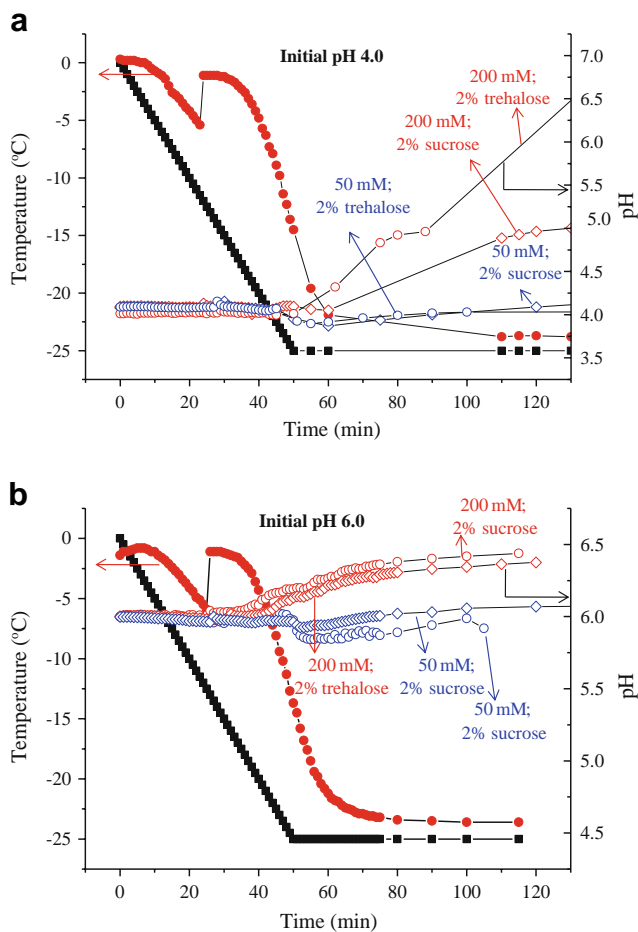 a
Initial pH 4.0
200 mM;
2% trehalose
200 mM;
2% sucrose
50 mM;
2% trehalose
50 mM;
2% sucrose
0
-5
-10
-15
-20
-25
Temperature (ºC)
7.0
6.5
6.0
5.5
5.0
4.5
4.0
3.5
pH
0 20 40 60 80 100 120
Time (min)
b
Initial pH 6.0
200 mM;
2% sucrose
200 mM;
2% trehalose
50 mM;
2% sucrose
50 mM;
2% sucrose
0
-5
-10
-15
-20
-25
Temperature (ºC)
6.5
6.0
5.5
5.0
4.5
pH
0 20 40 60 80 100 120
Time (min)